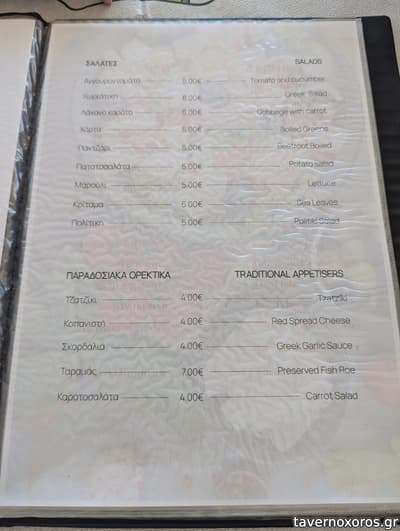 ΣΑΛΑΤΕΣ SALADS
Αγγουροντομάτα 5.00€ Tomato and cucumber
Χωριάτικη 8.00€ Greek Salad
Λάχανο καρότο 5.00€ Cabbage with carrot
Χόρτα 5.00€ Boiled Greens
Παντζάρι 5.00€ Beetroot Boiled
Πατατοσαλάτα 5.00€ Potato salad
Μαρούλι 5.00€ Lettuce
Κρίταμα 5.00€ Sea Leaves
Πολίτικη 5.00€ Politiki Salad
ΠΑΡΑΔΟΣΙΑΚΑ ΟΡΕΚΤΙΚΑ TRADITIONAL APPETISERS
Τζατζίκι 4.00€ Tzatziki
Κοπανιστή 4.00€ Red Spread Cheese
Σκορδαλιά 4.00€ Greek Garlic Sauce
Ταραμάς 7.00€ Preserved Fish Roe
Καροτοσαλάτα 4.00€ Carrot Salad
tavernoxoros.gr